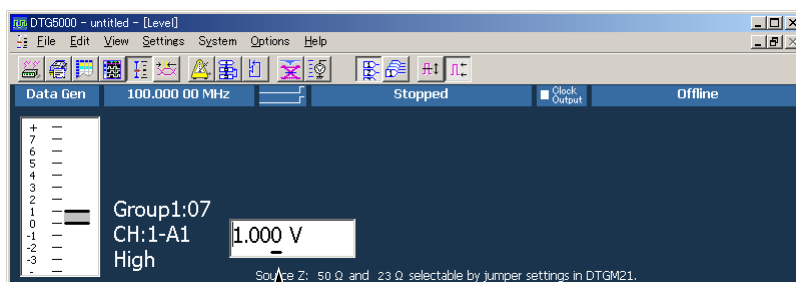 DTG5000 - untitled - [Level]
File Edit View Settings System Options Help
Data Gen 100.000 00 MHz Stopped Clock Output Offline
+
7
6
5
4
3
2
1
0
-1
-2
-3
-
Group1:07
CH:1-A1
High
1.000 V
Source Z: 50 Ω and 23 Ω selectable by jumper settings in DTGM21.